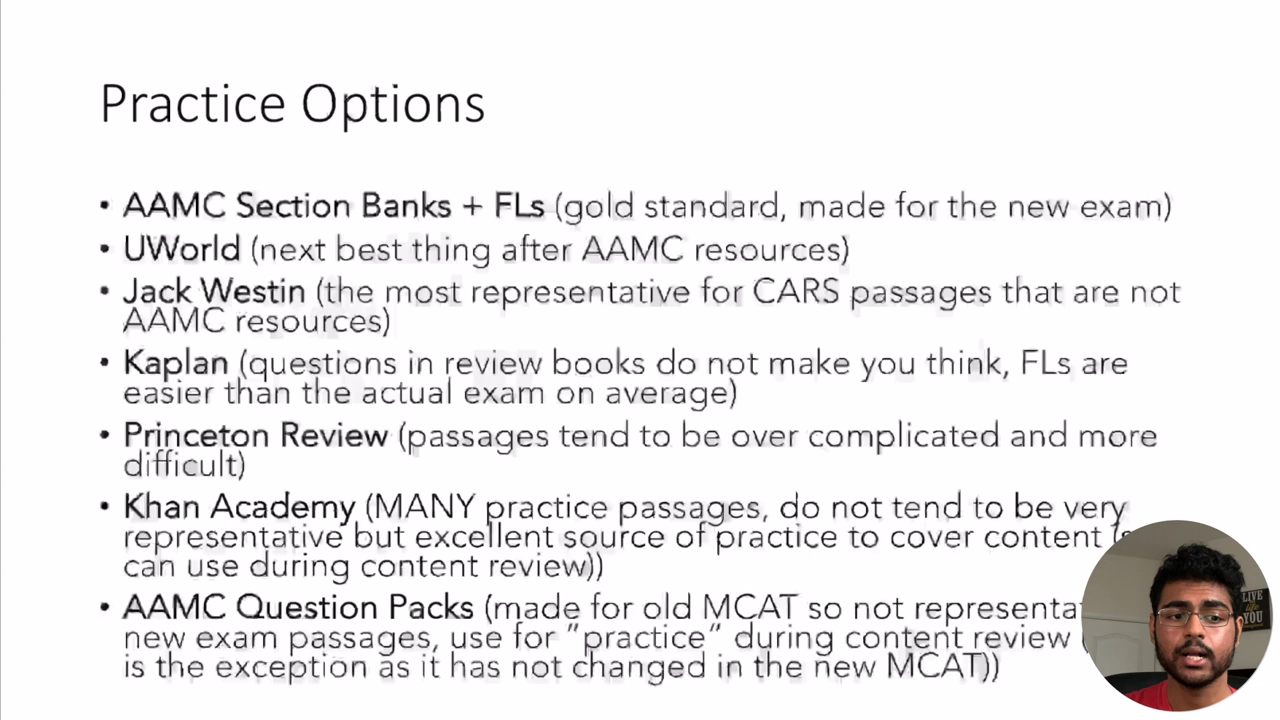 Practice Options
• AAMC Section Banks + FLs (gold standard, made for the new exam)
• UWorld (next best thing after AAMC resources)
• Jack Westin (the most representative for CARS passages that are not
AAMC resources)
• Kaplan (questions in review books do not make you think, FLs are
easier than the actual exam on average)
• Princeton Review (passages tend to be over complicated and more
difficult)
• Khan Academy (MANY practice passages, do not tend to be very
representative but excellent source of practice to cover content
can use during content review))
• AAMC Question Packs (made for old MCAT so not
new exam passages, use for "practice" during content review (
is the exception as it has not changed in the new MCAT))
LIVE
life
YOU